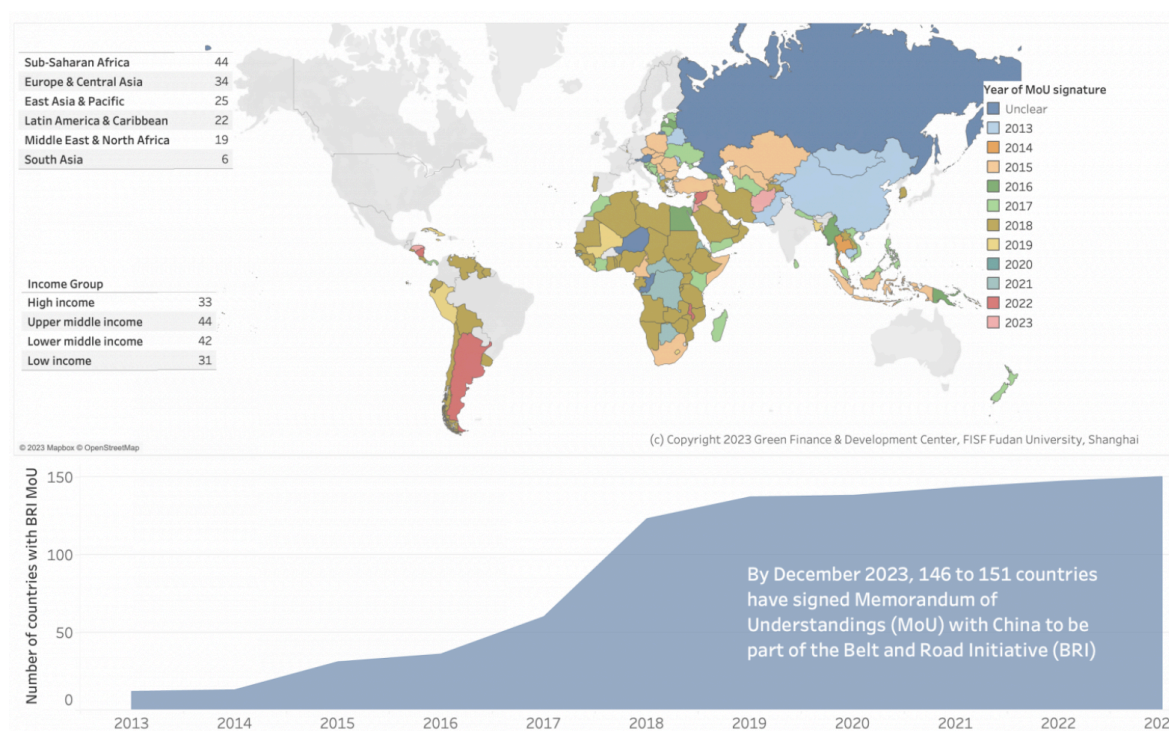 Sub-Saharan Africa 44
Europe & Central Asia 34
East Asia & Pacific 25
Latin America & Caribbean 22
Middle East & North Africa 19
South Asia 6
Year of MoU signature
Unclear
2013
2014
2015
2016
2017
2018
2019
2020
2021
2022
2023
Income Group
High income 33
Upper middle income 44
Lower middle income 42
Low income 31
© 2023 Mapbox © OpenStreetMap
(c) Copyright 2023 Green Finance & Development Center, FISF Fudan University, Shanghai
Number of countries with BRI MoU
150
100
50
0
By December 2023, 146 to 151 countries
have signed Memorandum of
Understandings (MoU) with China to be
part of the Belt and Road Initiative (BRI)
2013 2014 2015 2016 2017 2018 2019 2020 2021 2022 202